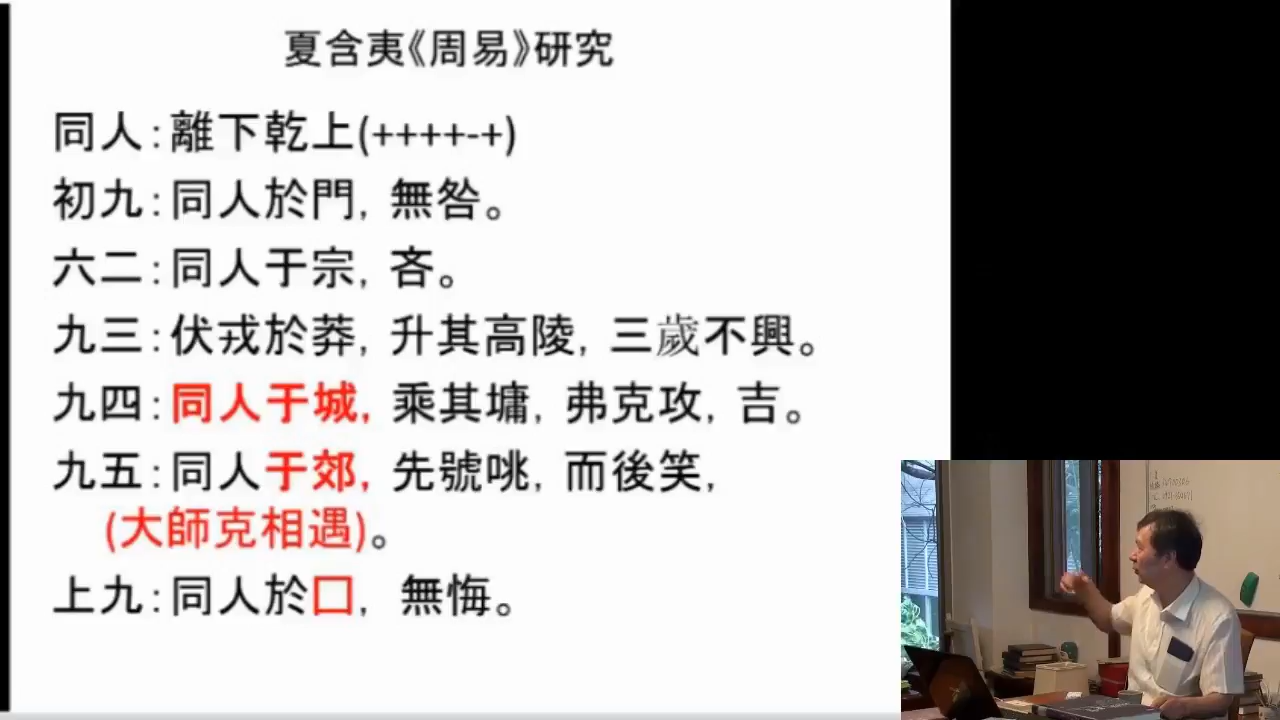 夏含夷《周易》研究
同人:離下乾上(++++-+)
初九:同人於門, 無咎。
六二:同人于宗, 吝。
九三:伏戎於莽, 升其高陵, 三歲不興。
九四:同人于城, 乘其墉, 弗克攻, 吉。
九五:同人于郊, 先號咷, 而後笑,
(大師克相遇)。
上九:同人於囗, 無悔。